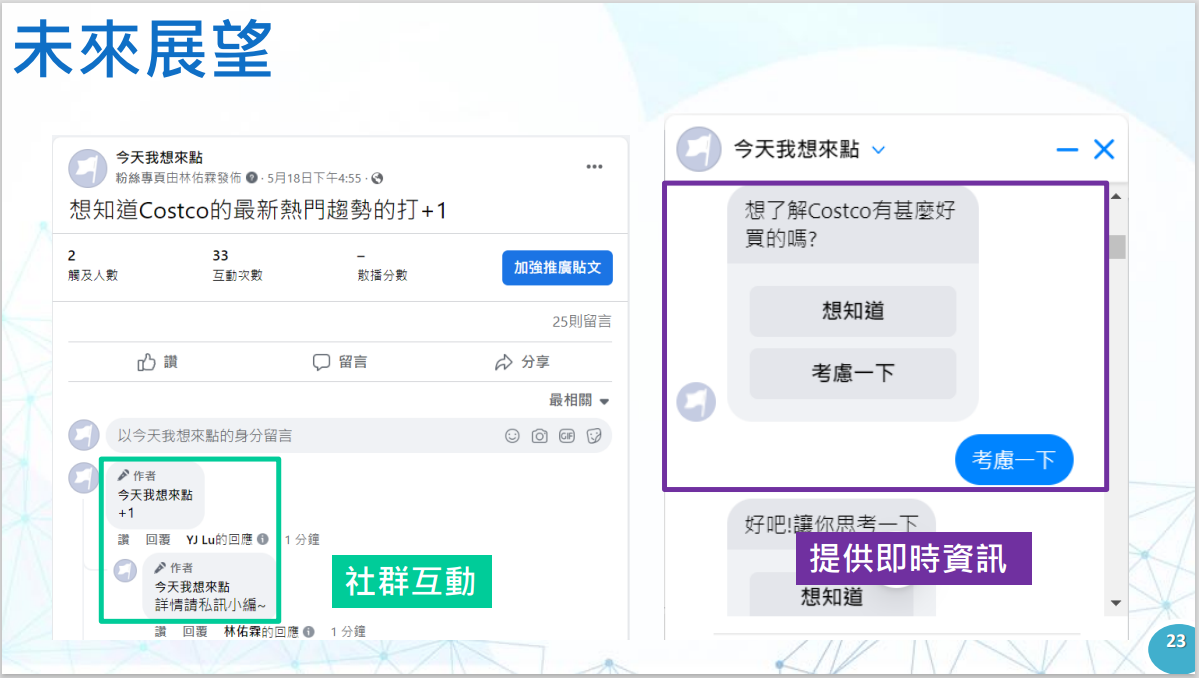 未來展望
今天我想來點
粉絲專頁由林佑霖發佈 · 5月18日下午4:55 ·
想知道Costco的最新熱門趨勢的打+1
2
觸及人數
33
互動次數
–
散播分數
加強推廣貼文
25則留言
讚
留言
分享
最相關
以今天我想來點的身分留言
GIF
作者
今天我想來點
+1
讚 回覆 YJ Lu的回應 1 分鐘
作者
今天我想來點
詳情請私訊小編~
讚 回覆 林佑霖的回應 1 分鐘
社群互動
今天我想來點
想了解Costco有甚麼好
買的嗎?
想知道
考慮一下
考慮一下
好吧!讓你思考一下
提供即時資訊
想知道
23